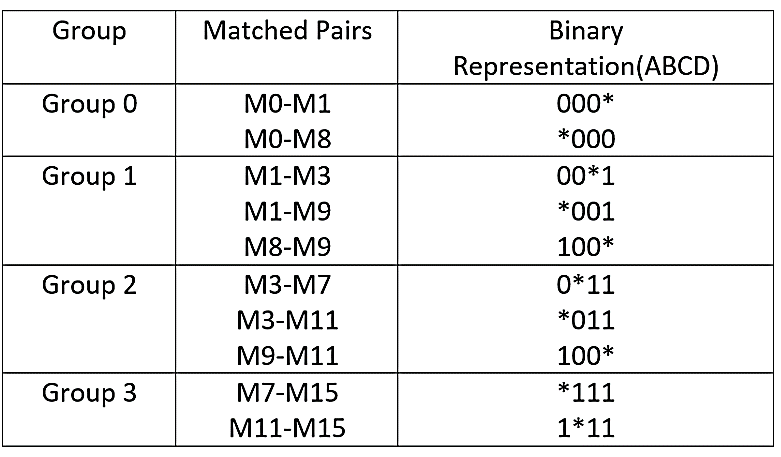 Group Matched Pairs Binary
Representation(ABCD)
Group 0 M0-M1 000*
M0-M8 *000
Group 1 M1-M3 00*1
M1-M9 *001
M8-M9 100*
Group 2 M3-M7 0*11
M3-M11 *011
M9-M11 100*
Group 3 M7-M15 *111
M11-M15 1*11